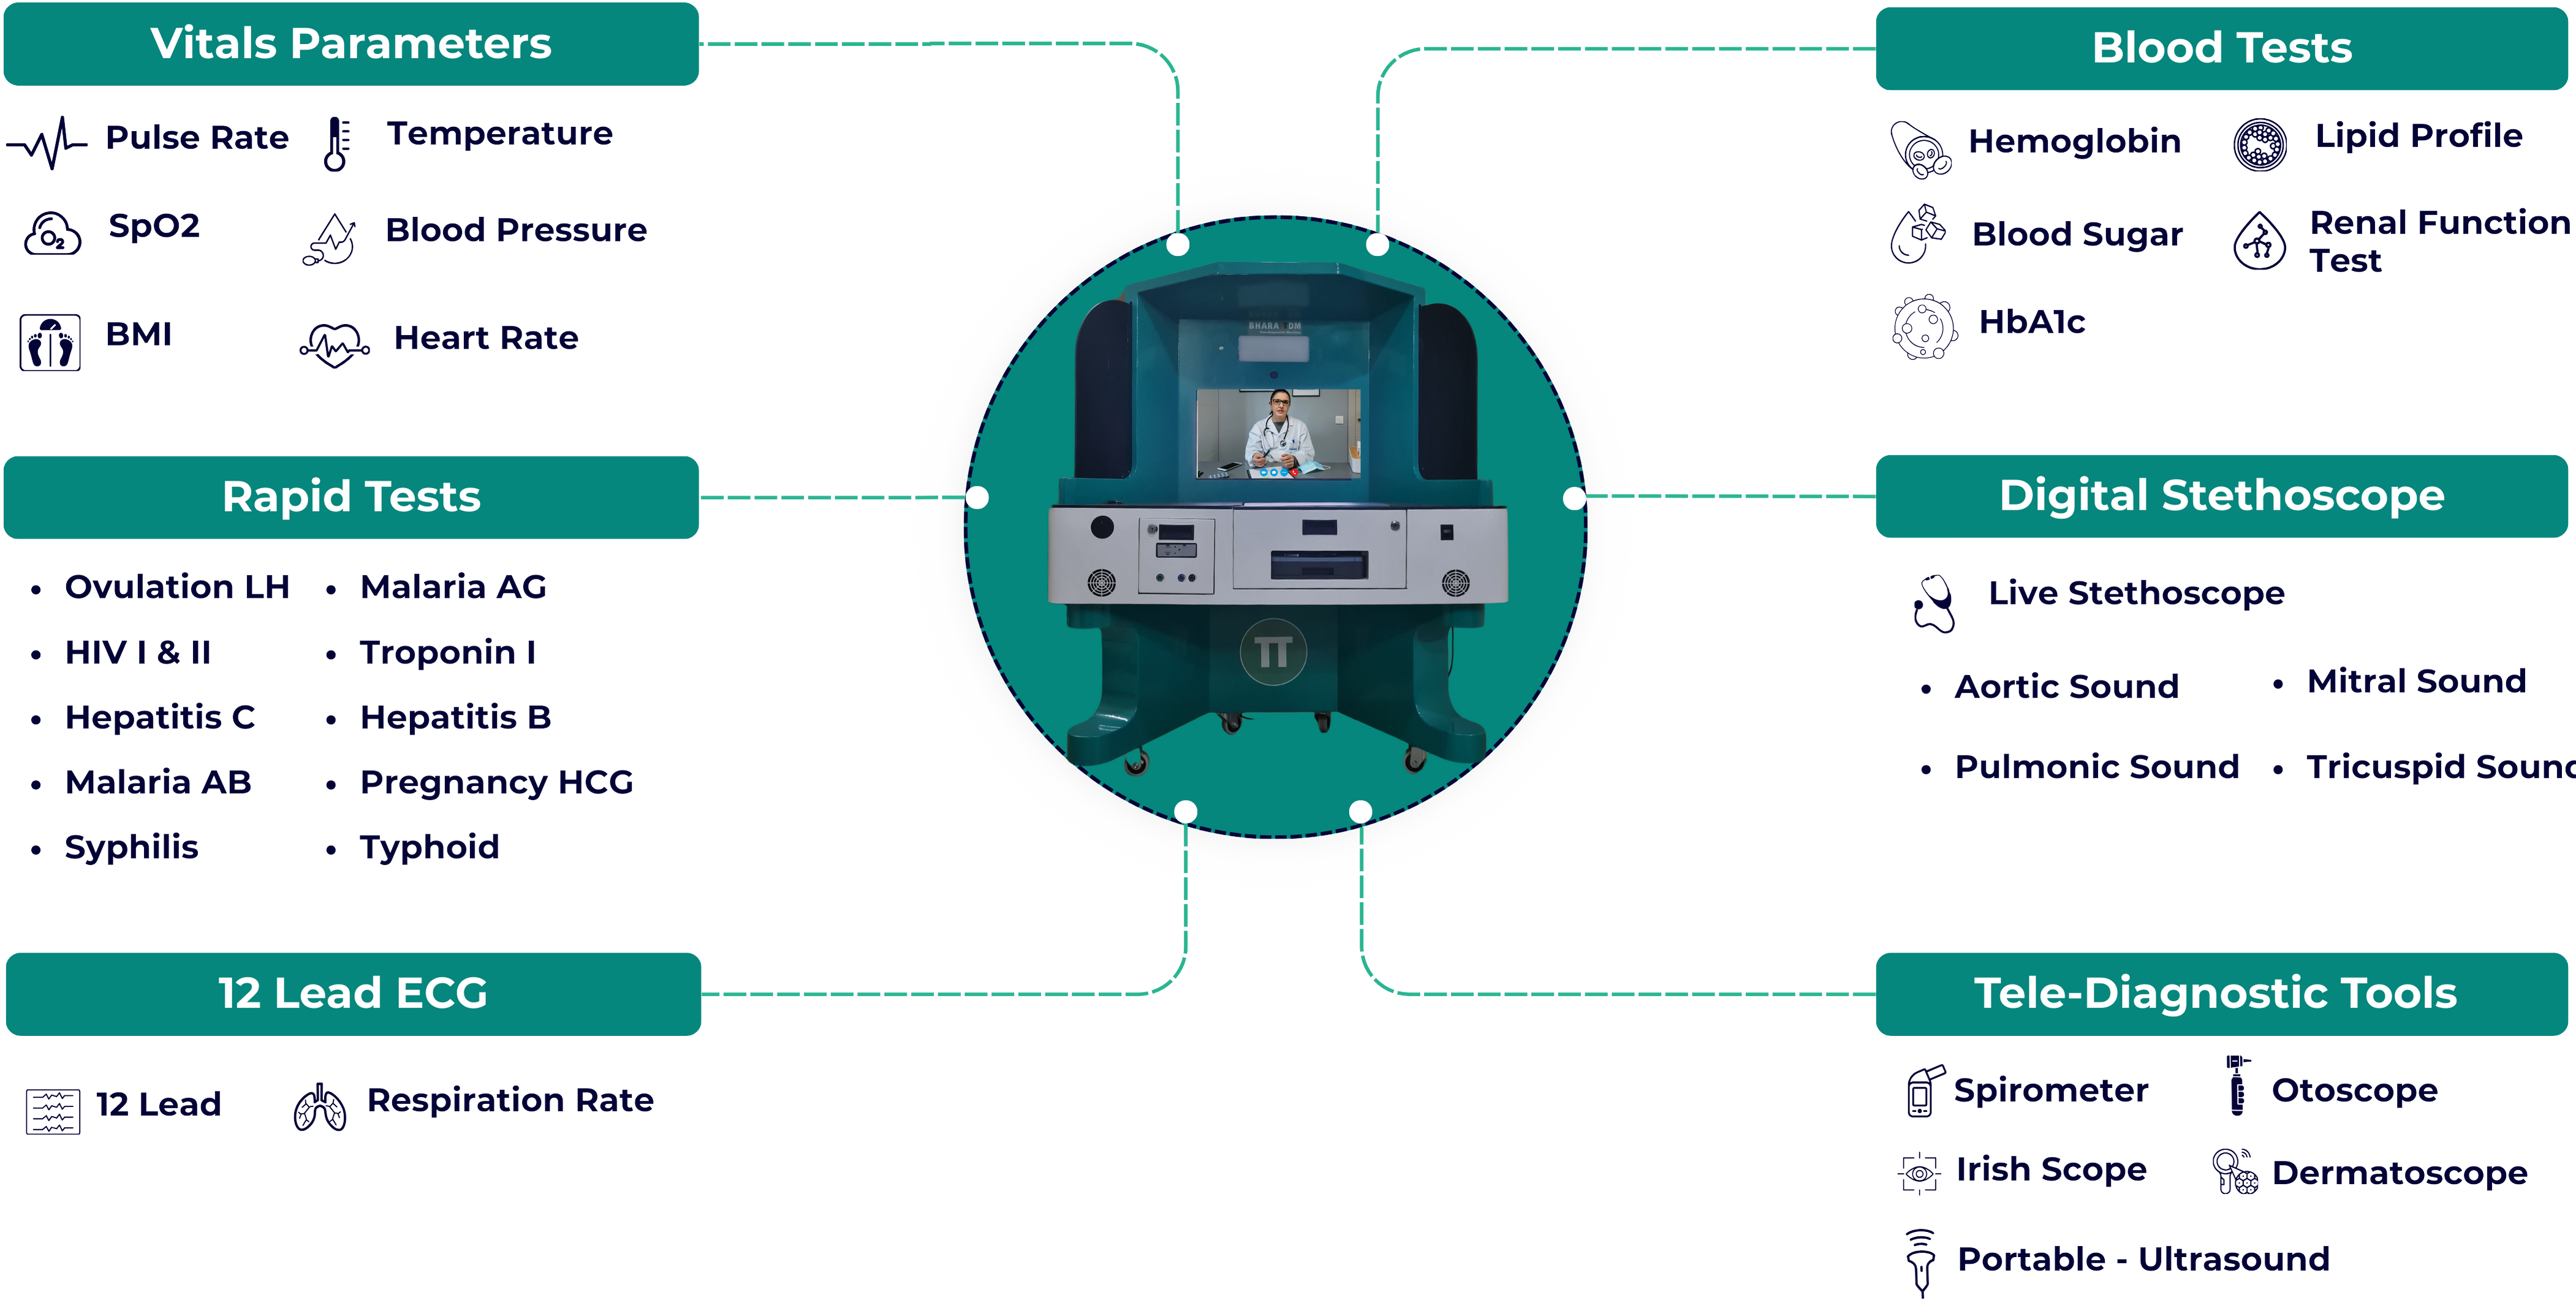 Vitals Parameters
Pulse Rate
Temperature
SpO2
Blood Pressure
BMI
Heart Rate
Rapid Tests
• Ovulation LH
• Malaria AG
• HIV I & II
• Troponin I
• Hepatitis C
• Hepatitis B
• Malaria AB
• Pregnancy HCG
• Syphilis
• Typhoid
12 Lead ECG
12 Lead
Respiration Rate
Blood Tests
Hemoglobin
Lipid Profile
Blood Sugar
Renal Function
Test
HbA1c
Digital Stethoscope
Live Stethoscope
• Aortic Sound
• Mitral Sound
• Pulmonic Sound
• Tricuspid Sound
Tele-Diagnostic Tools
Spirometer
Otoscope
Irish Scope
Dermatoscope
Portable - Ultrasound